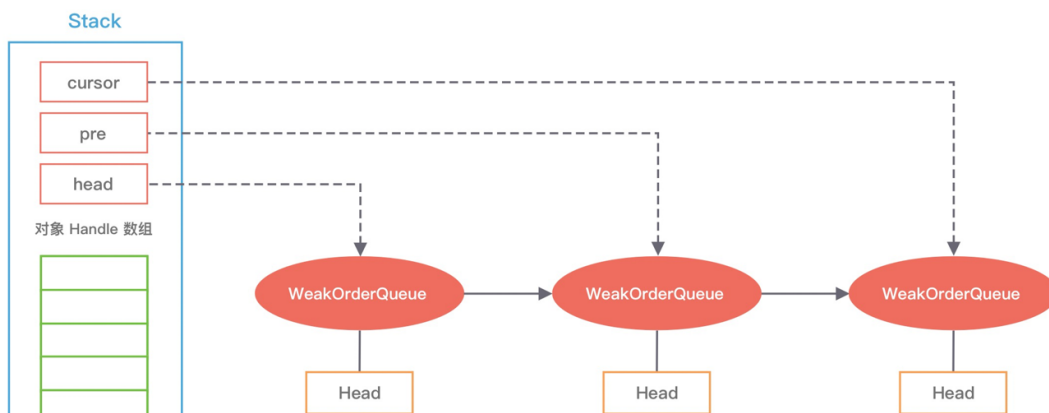 Stack
cursor
pre
head
对象 Handle 数组
WeakOrderQueue
WeakOrderQueue
WeakOrderQueue
Head
Head
Head